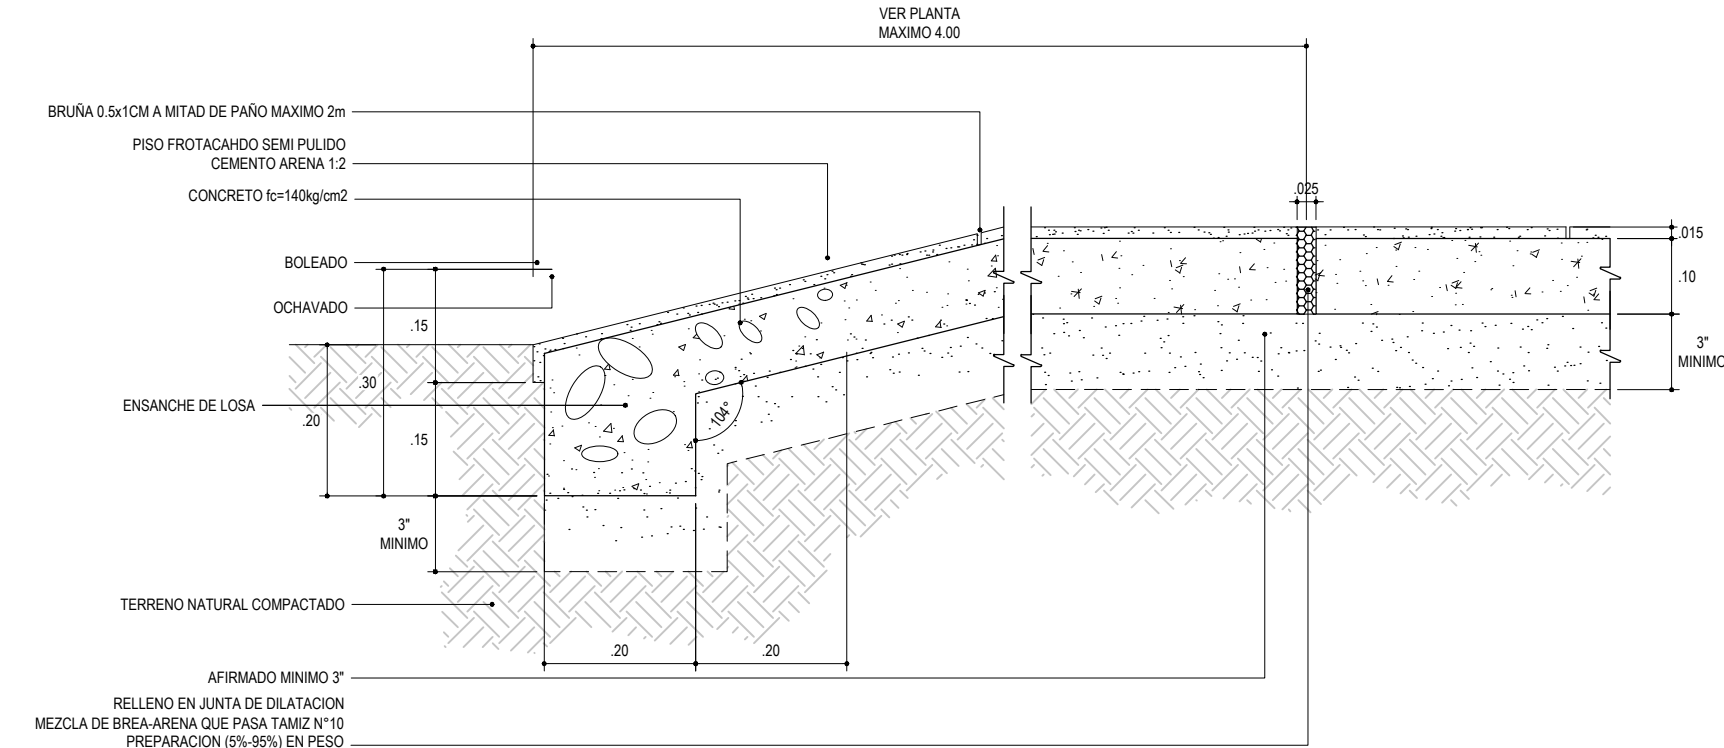 VER PLANTA
MAXIMO 4.00
BRUÑA 0.5x1CM A MITAD DE PAÑO MAXIMO 2m
PISO FROTACAHDO SEMI PULIDO
CEMENTO ARENA 1:2
CONCRETO fc=140kg/cm2
.025
.015
BOLEADO
.10
OCHAVADO
.15
3"
MINIMO
.30
ENSANCHE DE LOSA
104°
.20
.15
3"
MINIMO
TERRENO NATURAL COMPACTADO
.20
.20
AFIRMADO MINIMO 3"
RELLENO EN JUNTA DE DILATACION
MEZCLA DE BREA-ARENA QUE PASA TAMIZ N°10
PREPARACION (5%-95%) EN PESO